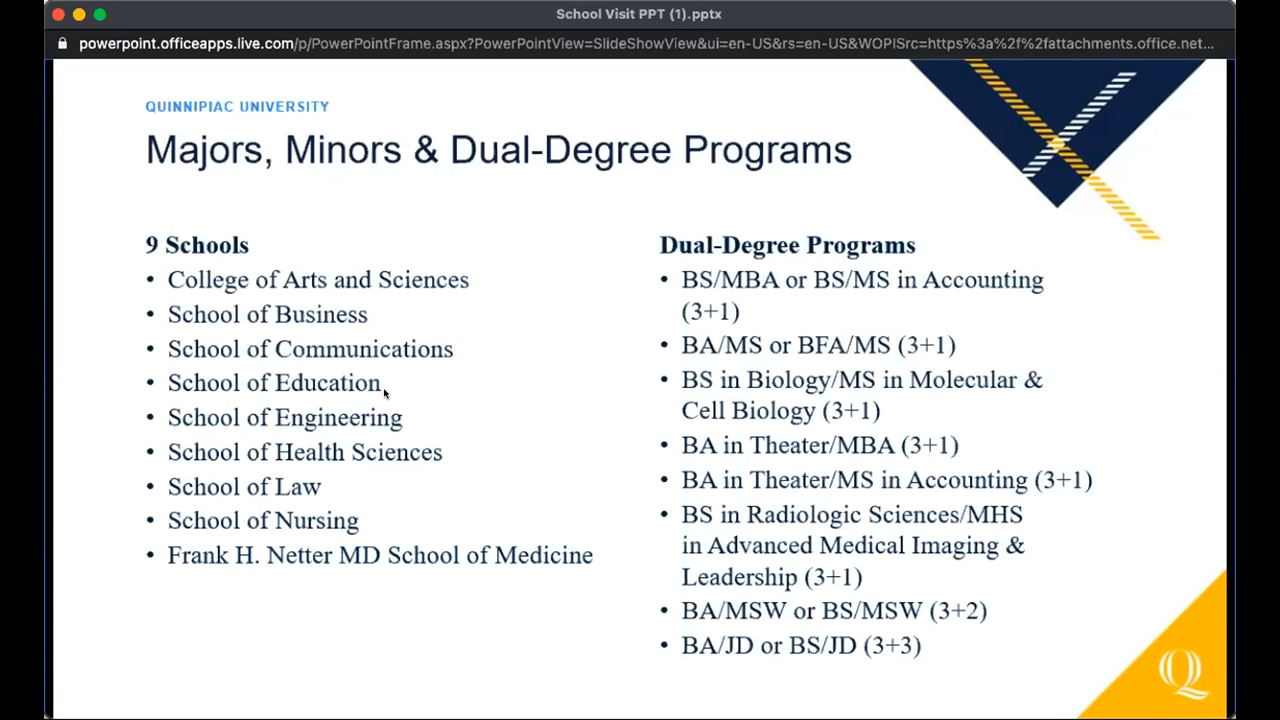 School Visit PPT (1).pptx
powerpoint.officeapps.live.com/p/PowerPointFrame.aspx?PowerPointView=SlideShowView&ui=en-US&rs=en-US&WOPISrc=https%3a%2f%2fattachments.office.net...
QUINNIPIAC UNIVERSITY
Majors, Minors & Dual-Degree Programs
9 Schools
• College of Arts and Sciences
• School of Business
• School of Communications
• School of Education
• School of Engineering
• School of Health Sciences
• School of Law
• School of Nursing
• Frank H. Netter MD School of Medicine
Dual-Degree Programs
• BS/MBA or BS/MS in Accounting
(3+1)
• BA/MS or BFA/MS (3+1)
• BS in Biology/MS in Molecular &
Cell Biology (3+1)
• BA in Theater/MBA (3+1)
• BA in Theater/MS in Accounting (3+1)
• BS in Radiologic Sciences/MHS
in Advanced Medical Imaging &
Leadership (3+1)
• BA/MSW or BS/MSW (3+2)
• BA/JD or BS/JD (3+3)
Q